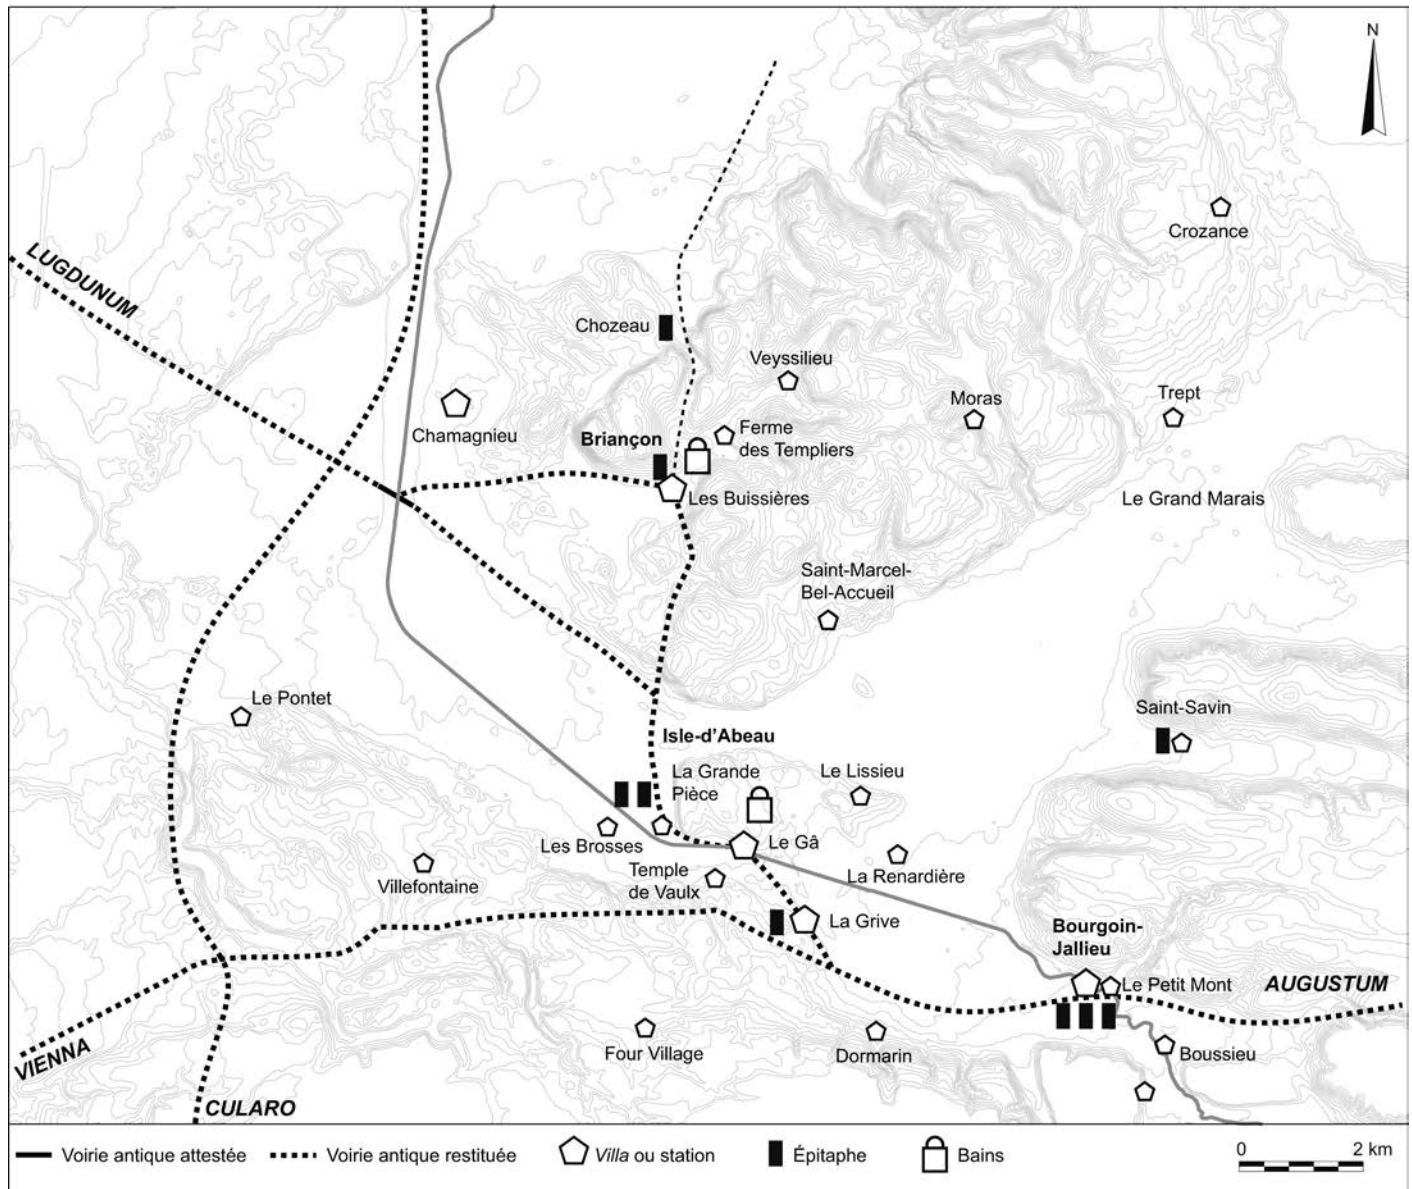 N
Crozance
LUGDUNUM
Chozeau
Veyssilieu
Moras
Trept
Chamagnieu
Briançon
Ferme
des Templiers
Les Buissières
Le Grand Marais
Saint-Marcel-
Bel-Accueil
Le Pontet
Saint-Savin
Isle-d'Abeau
La Grande
Pièce
Le Lissieu
Les Brosses
Le Gâ
Villefontaine
Temple
de Vaulx
La Renardière
La Grive
Bourgoin-
Jallieu
Le Petit Mont
AUGUSTUM
VIENNA
Four Village
Dormarin
Boussieu
CULARO
Voirie antique attestée
Voirie antique restituée
Villa ou station
Épitaphe
Bains
0 2 km